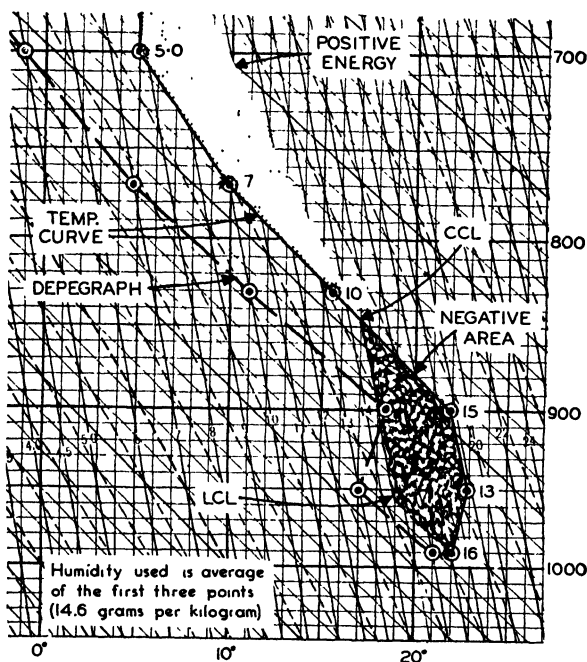 POSITIVE
ENERGY
700
5·0
TEMP.
CURVE
7
CCL
800
DEPEGRAPH
10
NEGATIVE
AREA
15
900
LCL
13
16
Humidity used is average
of the first three points
(14.6 grams per kilogram)
1000
0°
10°
20°